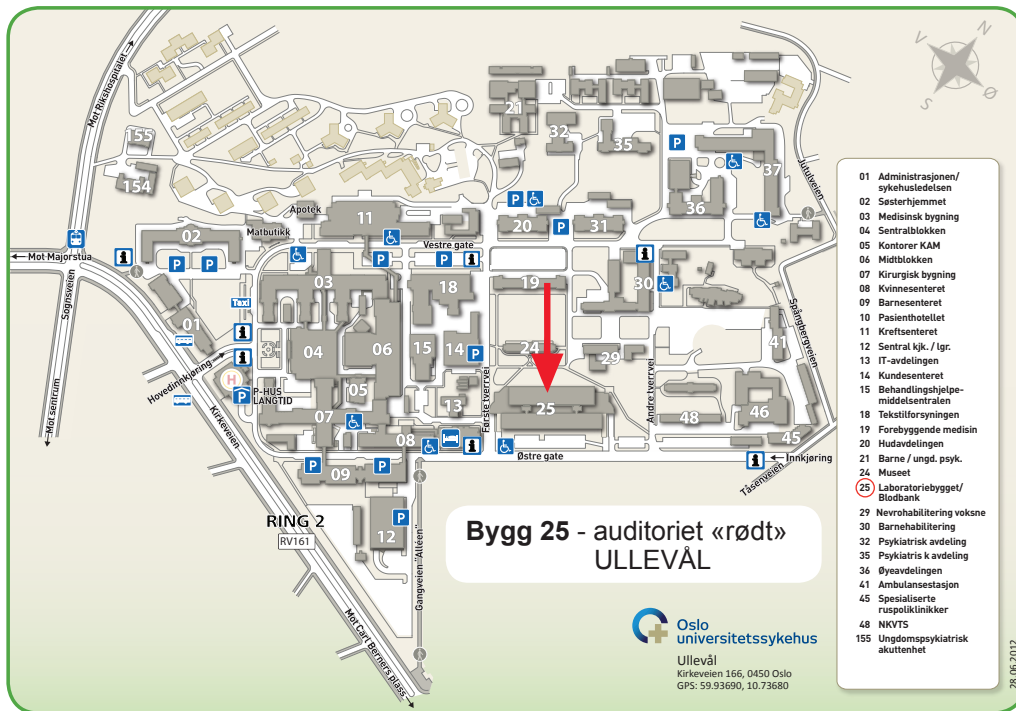 Mot Rikshospitalet
V N
S Ø
21
32
35
37
155
154
36
Jutulveien
Apotek
11
P
P
Matbutikk
20
P
31
02
Vestre gate
Mot Majorstua
i
P
P
P
P
i
i
Sognsveien
03
18
19
30
Taxi
Spångbergveien
01
i
04
06
15
14
P
24
29
41
i
Hovedinnkjøring
H
P-HUS
LANGTID
P
05
13
Første tverrvei
25
Andre tverrvei
48
46
Mot sentrum
Kirkeveien
07
08
i
45
P
09
P
Østre gate
i
Innkjøring
Tåsenveien
P
12
RING 2
RV161
Gangveien "Alléen"
Mot Carl Berners plass
Bygg 25 - auditoriet «rødt»
ULLEVÅL
Oslo
universitetssykehus
Ullevål
Kirkeveien 166, 0450 Oslo
GPS: 59.93690, 10.73680
01 Administrasjonen/
sykehusledelsen
02 Søsterhjemmet
03 Medisinsk bygning
04 Sentralblokken
05 Kontorer KAM
06 Midtblokken
07 Kirurgisk bygning
08 Kvinnesenteret
09 Barnesenteret
10 Pasienthotellet
11 Kreftsenteret
12 Sentral kjk. / lgr.
13 IT-avdelingen
14 Kundesenteret
15 Behandlingshjelpe-
middelsentralen
18 Tekstilforsyningen
19 Forebyggende medisin
20 Hudavdelingen
21 Barne / ungd. psyk.
24 Museet
25 Laboratoriebygget/
Blodbank
29 Nevrohabilitering voksne
30 Barnehabilitering
32 Psykiatrisk avdeling
35 Psykiatris k avdeling
36 Øyeavdelingen
41 Ambulansestasjon
45 Spesialiserte
ruspoliklinikker
48 NKVTS
155 Ungdomspsykiatrisk
akuttenhet
28.06.2012